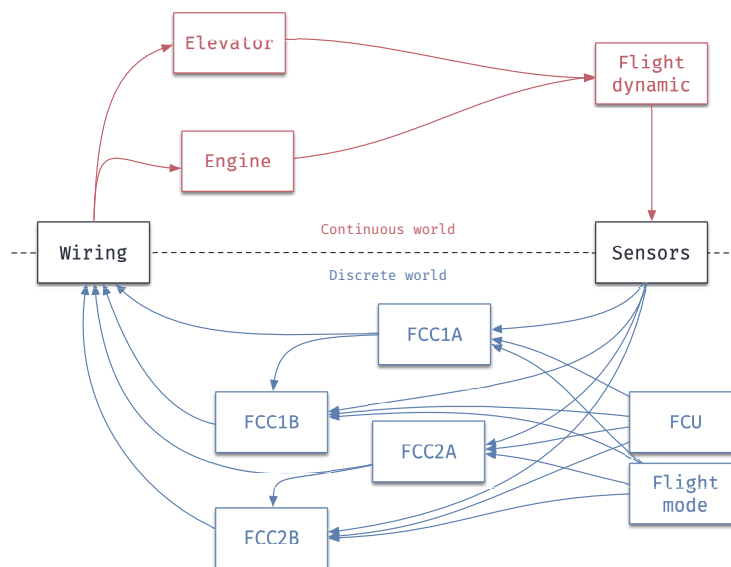 Elevator
Flight
dynamic
Engine
Continuous world
Wiring
Sensors
Discrete world
FCC1A
FCC1B
FCU
FCC2A
Flight
mode
FCC2B